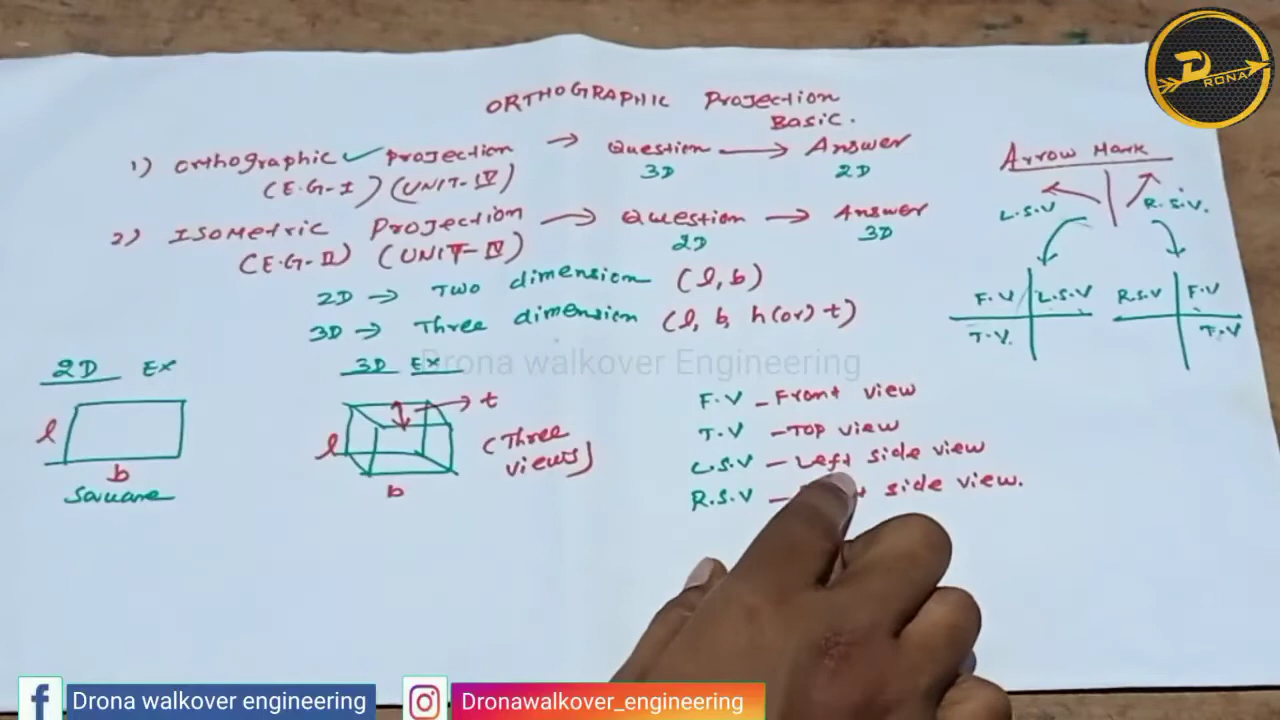 ORTHOGRAPHIC Projection
Basic.
1) Orthographic ✓ projection → Question → Answer
(E.G-I) (UNIT-IV) 3D 2D
2) Isometric Projection → Question → Answer
(E.G-II) (UNIT-IV) 2D 3D
2D → Two dimension (l, b)
3D → Three dimension (l, b, h(or) t)
Arrow Mark
L.S.V R.S.V.
F.V L.S.V R.S.V F.V
T.V. T.V
2D Ex
l
b
Square
3D Ex
t
l
b
(Three
views)
F.V - Front view
T.V - Top view
L.S.V - Left side view
R.S.V - side view.
Drona walkover Engineering
DRONA
Drona walkover engineering
Dronawalkover_engineering